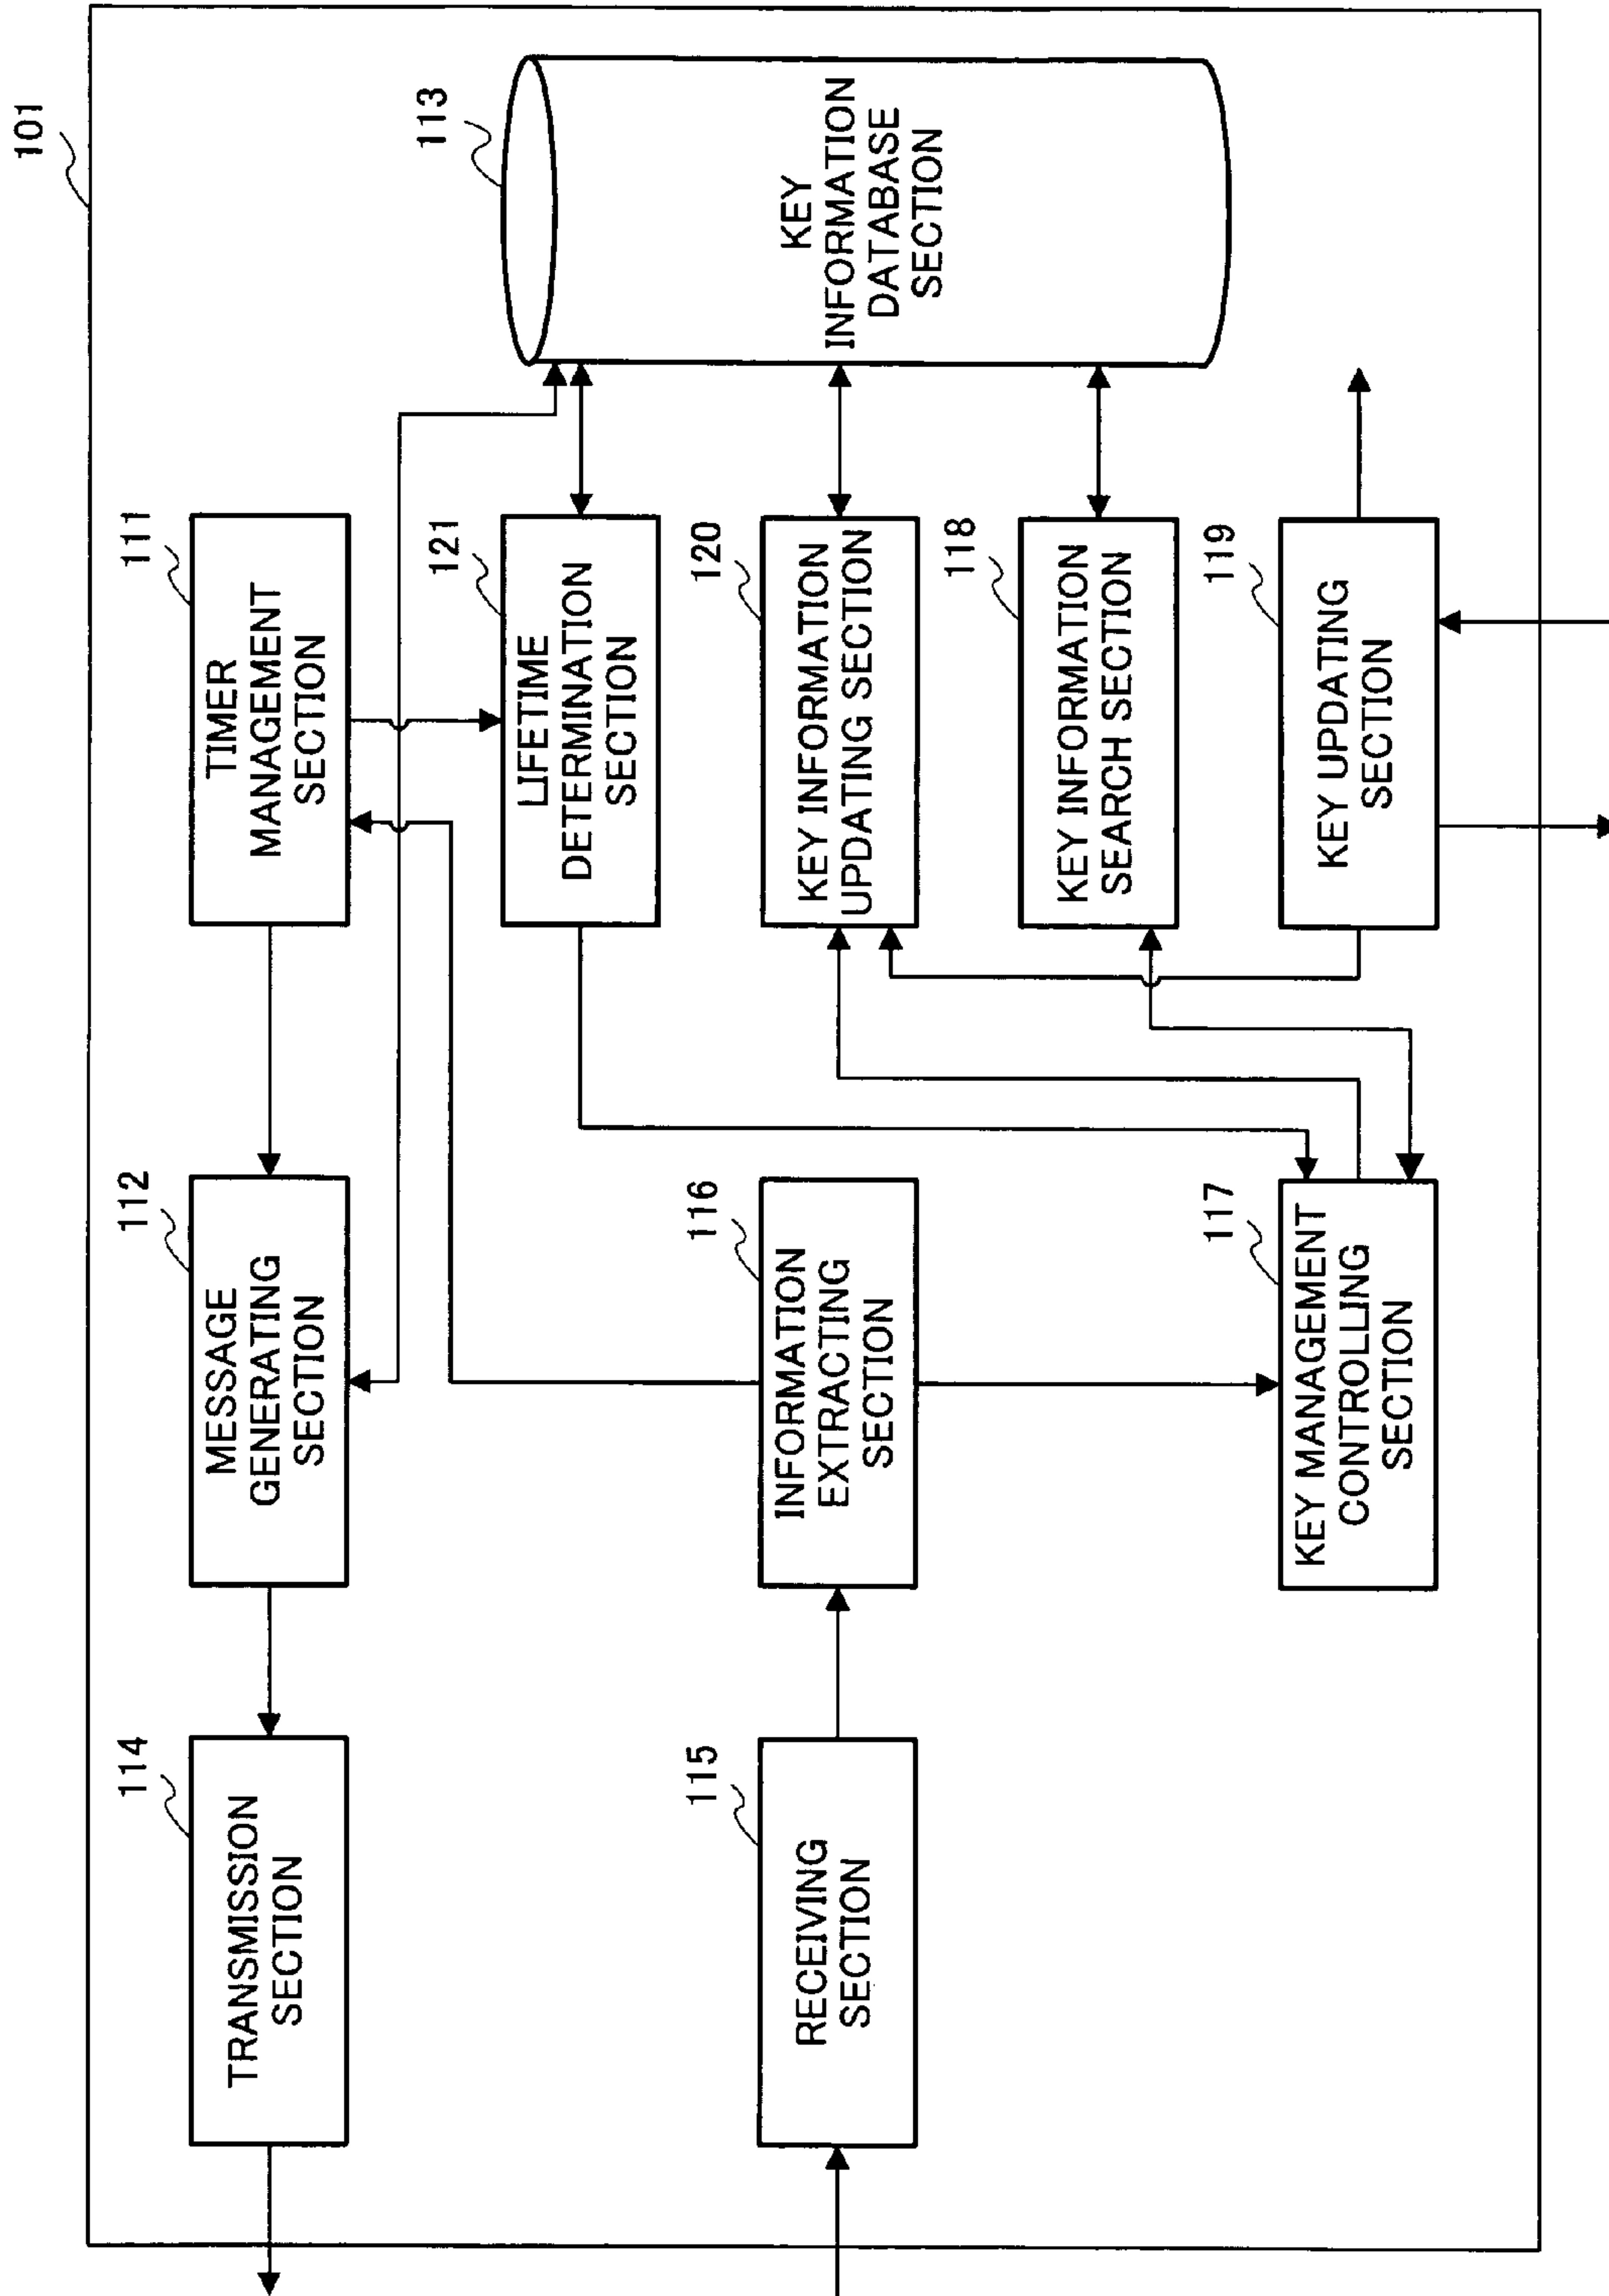 101
114
TRANSMISSION
SECTION
112
MESSAGE
GENERATING
SECTION
111
TIMER
MANAGEMENT
SECTION
113
KEY
INFORMATION
DATABASE
SECTION
121
LIFETIME
DETERMINATION
SECTION
115
RECEIVING
SECTION
116
INFORMATION
EXTRACTING
SECTION
120
KEY INFORMATION
UPDATING SECTION
118
KEY INFORMATION
SEARCH SECTION
117
KEY MANAGEMENT
CONTROLLING
SECTION
119
KEY UPDATING
SECTION